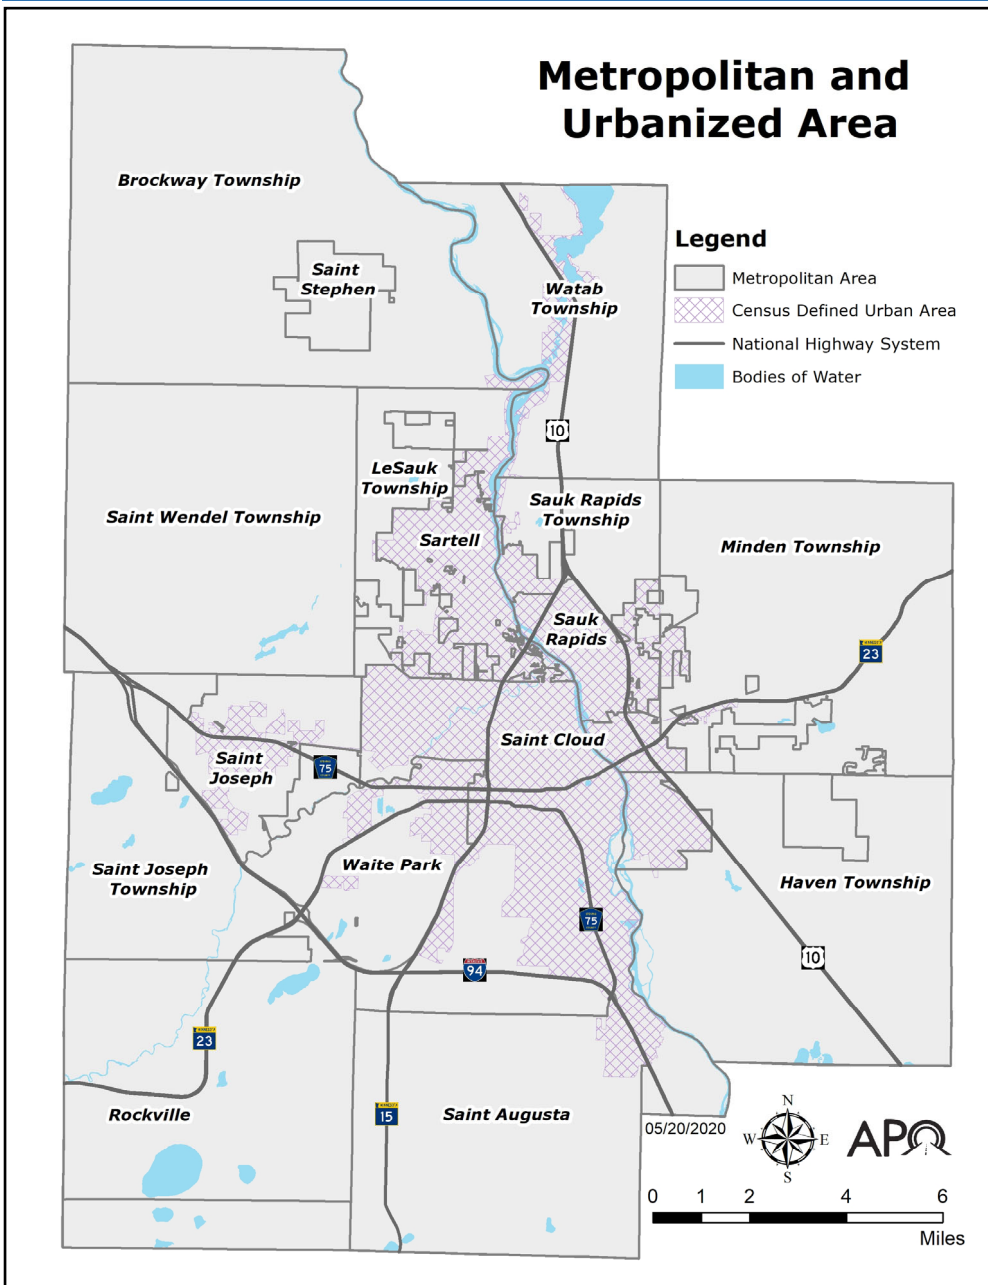 Metropolitan and
Urbanized Area
Brockway Township
Saint
Stephen
Watab
Township
Legend
Metropolitan Area
Census Defined Urban Area
National Highway System
Bodies of Water
10
LeSauk
Township
Saint Wendel Township
Sartell
Sauk Rapids
Township
Minden Township
Sauk
Rapids
23
Saint Cloud
Saint
Joseph
75
Waite Park
Saint Joseph
Township
Haven Township
75
10
94
23
Rockville
15
Saint Augusta
05/20/2020
N
W
E
S
APO
0 1 2 4 6
Miles